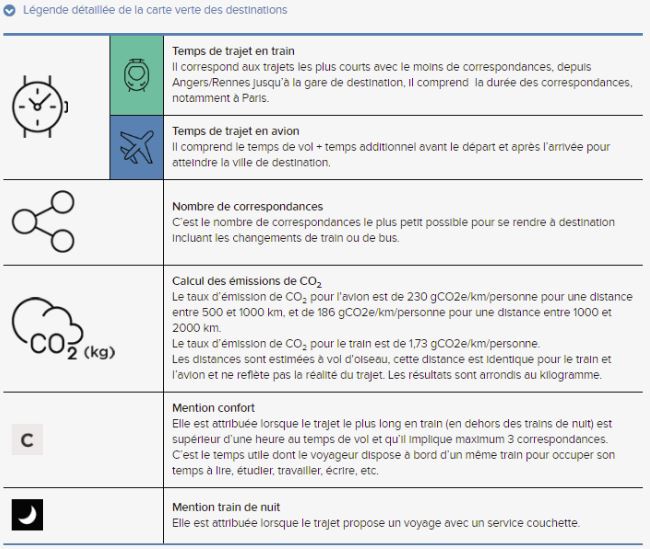 Légende détaillée de la carte verte des destinations
Temps de trajet en train
Il correspond aux trajets les plus courts avec le moins de correspondances, depuis
Angers/Rennes jusqu'à la gare de destination, il comprend la durée des correspondances,
notamment à Paris.
Temps de trajet en avion
Il comprend le temps de vol + temps additionnel avant le départ et après l'arrivée pour
atteindre la ville de destination.
Nombre de correspondances
C'est le nombre de correspondances le plus petit possible pour se rendre à destination
incluant les changements de train ou de bus.
CO₂ (kg)
Calcul des émissions de CO₂
Le taux d'émission de CO₂ pour l'avion est de 230 gCO2e/km/personne pour une distance
entre 500 et 1000 km, et de 186 gCO2e/km/personne pour une distance entre 1000 et
2000 km.
Le taux d'émission de CO₂ pour le train est de 1,73 gCO2e/km/personne.
Les distances sont estimées à vol d'oiseau, cette distance est identique pour le train et
l'avion et ne reflète pas la réalité du trajet. Les résultats sont arrondis au kilogramme.
C
Mention confort
Elle est attribuée lorsque le trajet le plus long en train (en dehors des trains de nuit) est
supérieur d'une heure au temps de vol et qu'il implique maximum 3 correspondances.
C'est le temps utile dont le voyageur dispose à bord d'un même train pour occuper son
temps à lire, étudier, travailler, écrire, etc.
Mention train de nuit
Elle est attribuée lorsque le trajet propose un voyage avec un service couchette.